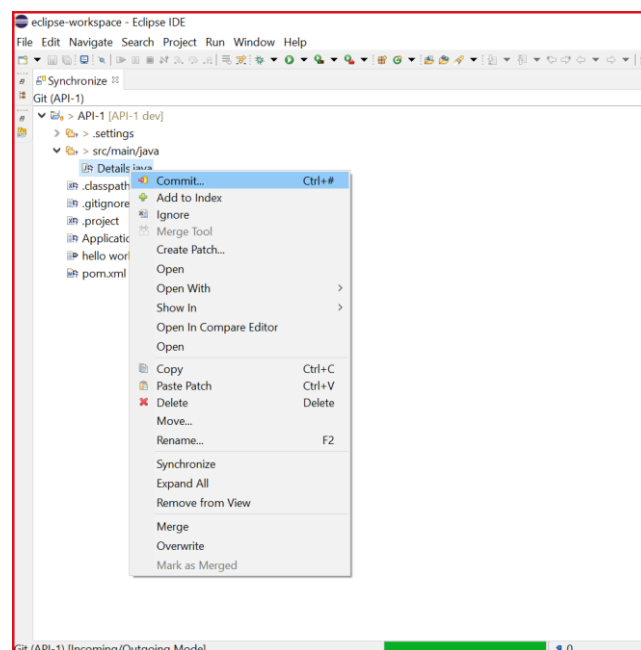 eclipse-workspace - Eclipse IDE
File Edit Navigate Search Project Run Window Help
Synchronize
Git (API-1)
> API-1 [API-1 dev]
> .settings
> src/main/java
Details.java
.classpath
.gitignore
.project
hello
pom.xml
Commit... Ctrl+#
Add to Index
Ignore
Merge Tool
Create Patch...
Open
Open With
Show In
Open In Compare Editor
Open
Copy Ctrl+C
Paste Patch Ctrl+V
Delete Delete
Move...
Rename... F2
Synchronize
Expand All
Remove from View
Merge
Overwrite
Mark as Merged
Git (API-1) [Incoming/Outgoing Mode] 0